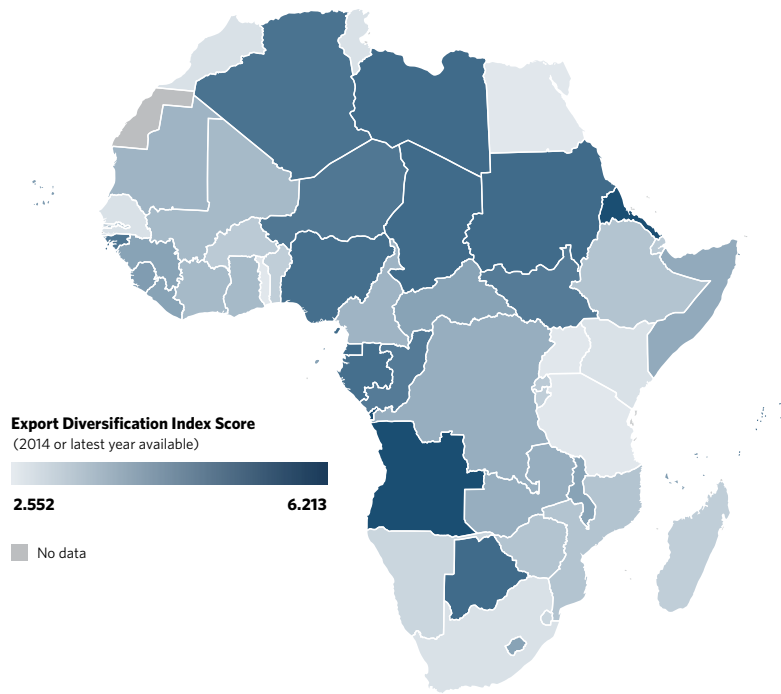 Export Diversification Index Score
(2014 or latest year available)
2.552 6.213
No data